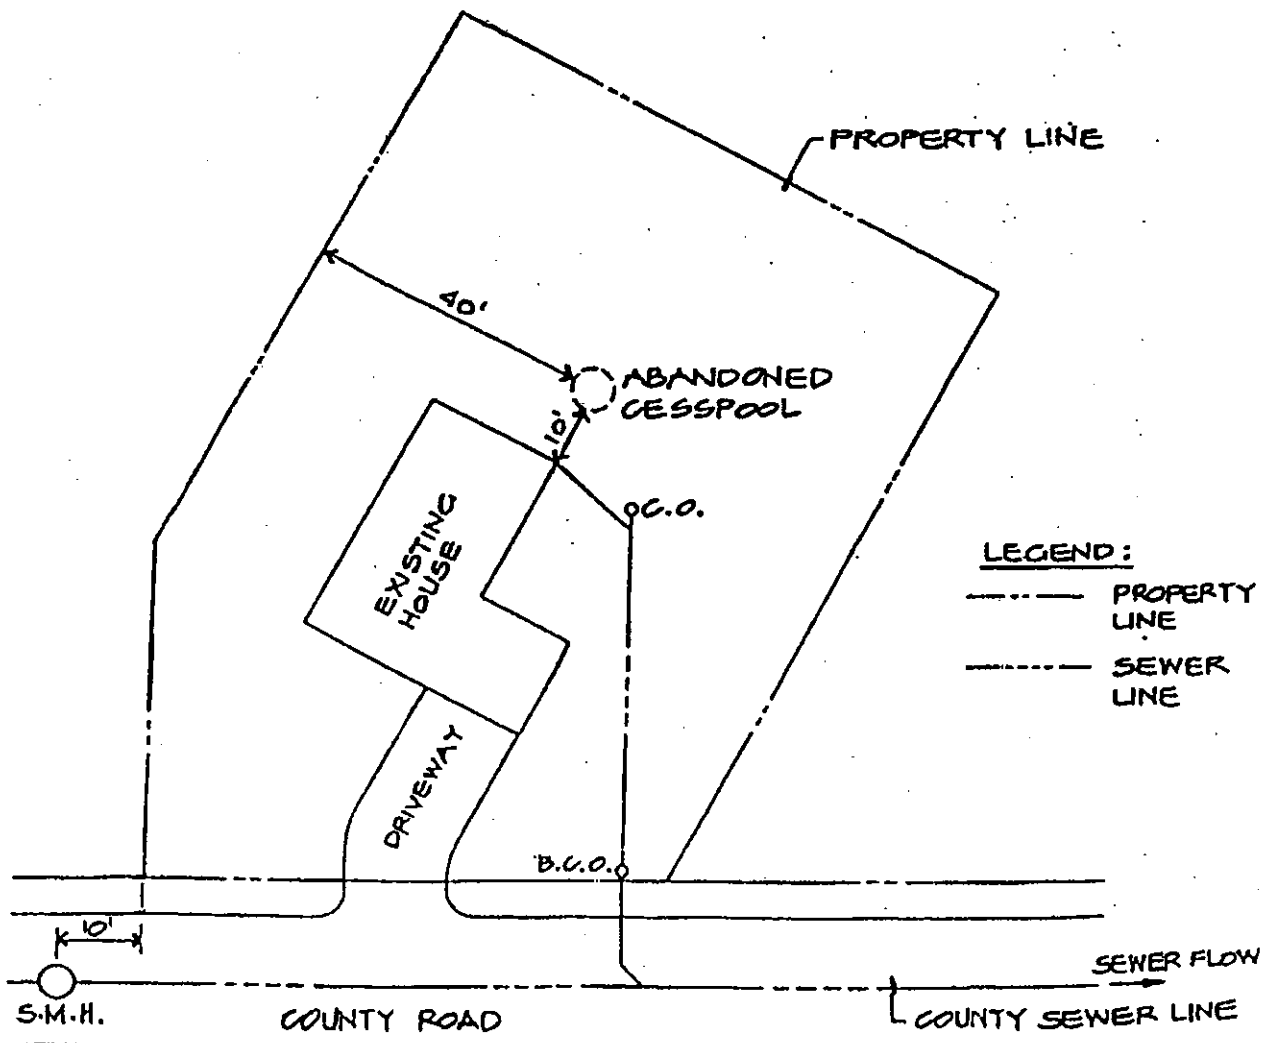 PROPERTY LINE
40'
ABANDONED
CESSPOOL
10'
C.O.
EXISTING
HOUSE
LEGEND:
PROPERTY
LINE
SEWER
LINE
DRIVEWAY
B.C.O.
10'
SEWER FLOW
S.M.H.
COUNTY ROAD
COUNTY SEWER LINE